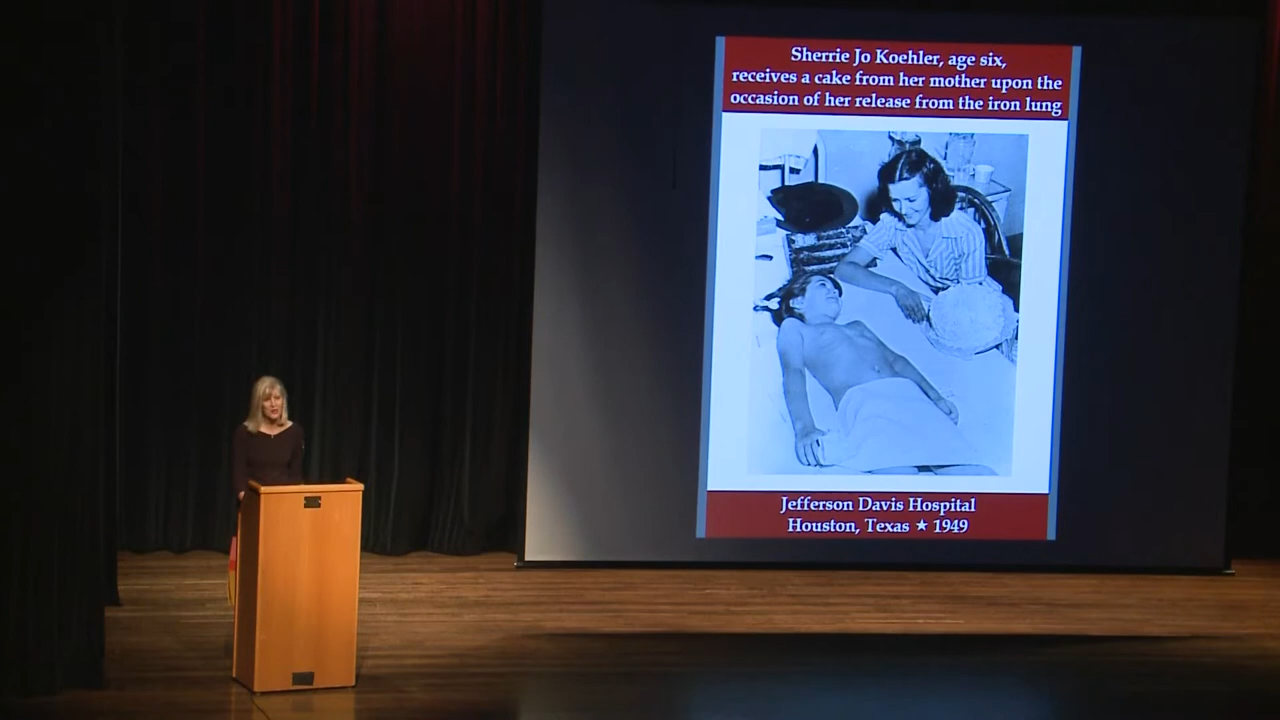 Sherrie Jo Koehler, age six,
receives a cake from her mother upon the
occasion of her release from the iron lung
Jefferson Davis Hospital
Houston, Texas ★ 1949